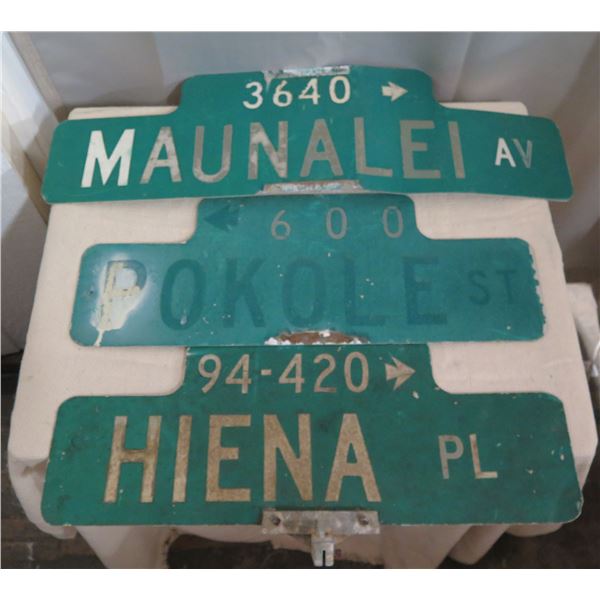 3640 →
MAUNALEI AV
← 600
POKOLE ST
94-420 →
HIENA PL